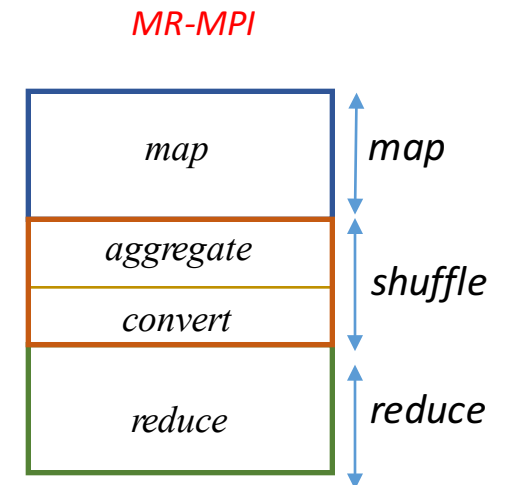 MR-MPI
map
map
aggregate
shuffle
convert
reduce
reduce